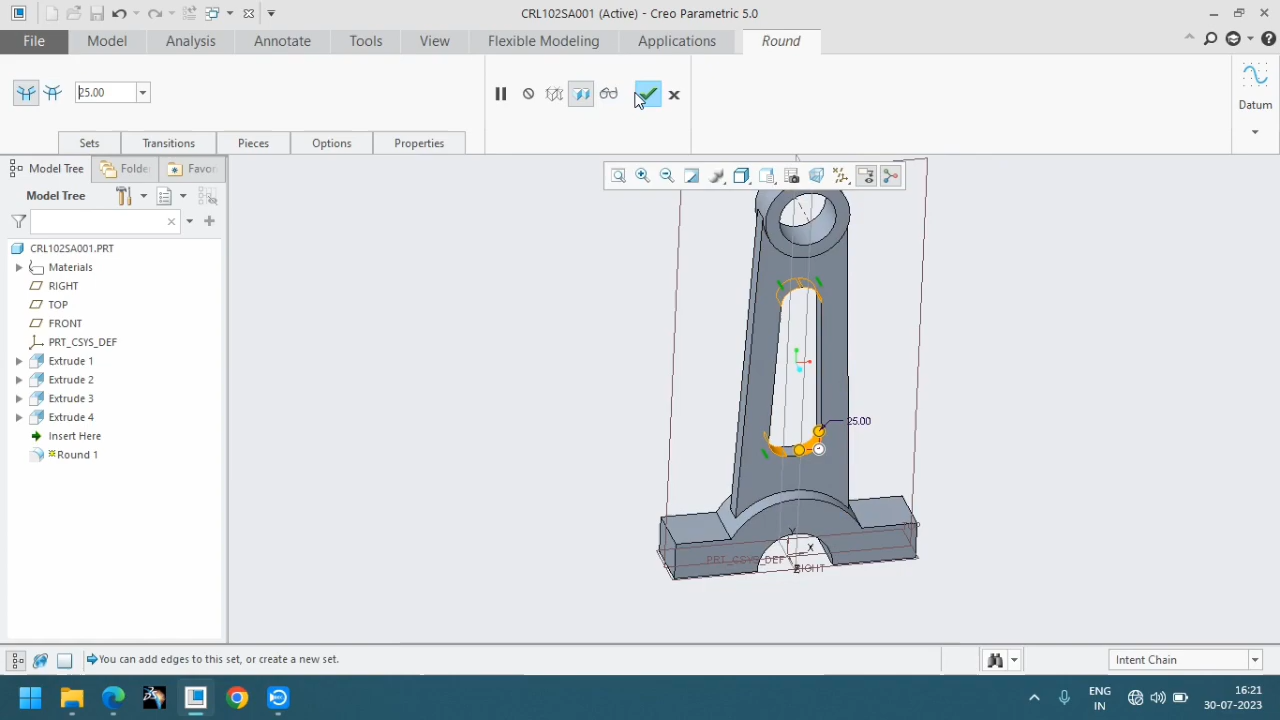 CRL102SA001 (Active) - Creo Parametric 5.0
File Model Analysis Annotate Tools View Flexible Modeling Applications Round
25.00
Datum
Sets Transitions Pieces Options Properties
Model Tree Folder Favor
Model Tree
CRL102SA001.PRT
Materials
RIGHT
TOP
FRONT
PRT_CSYS_DEF
Extrude 1
Extrude 2
Extrude 3
Extrude 4
Insert Here
Round 1
25.00
Y
X
PRT_CSYS_DEF
Z
RIGHT
You can add edges to this set, or create a new set.
Intent Chain
ENG
IN
16:21
30-07-2023